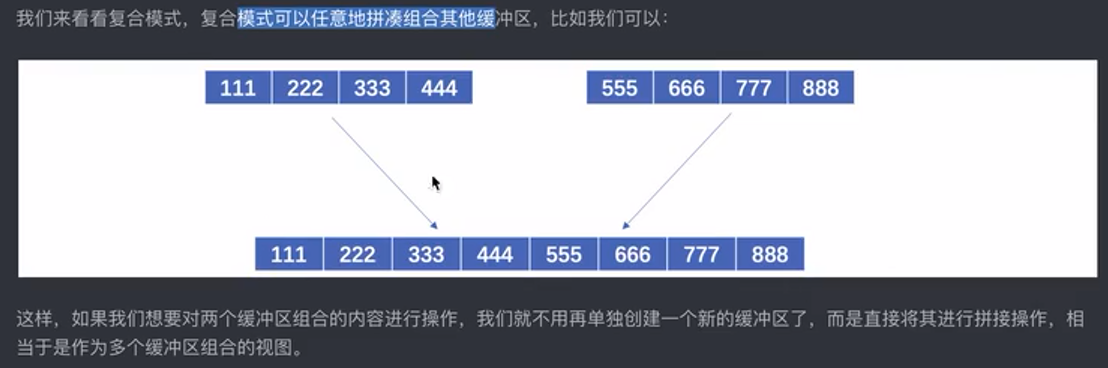 我们来看看复合模式，复合模式可以任意地拼凑组合其他缓冲区，比如我们可以：
111 222 333 444 555 666 777 888
111 222 333 444 555 666 777 888
这样，如果我们想要对两个缓冲区组合的内容进行操作，我们就不用再单独创建一个新的缓冲区了，而是直接将其进行拼接操作，相
当于是作为多个缓冲区组合的视图。